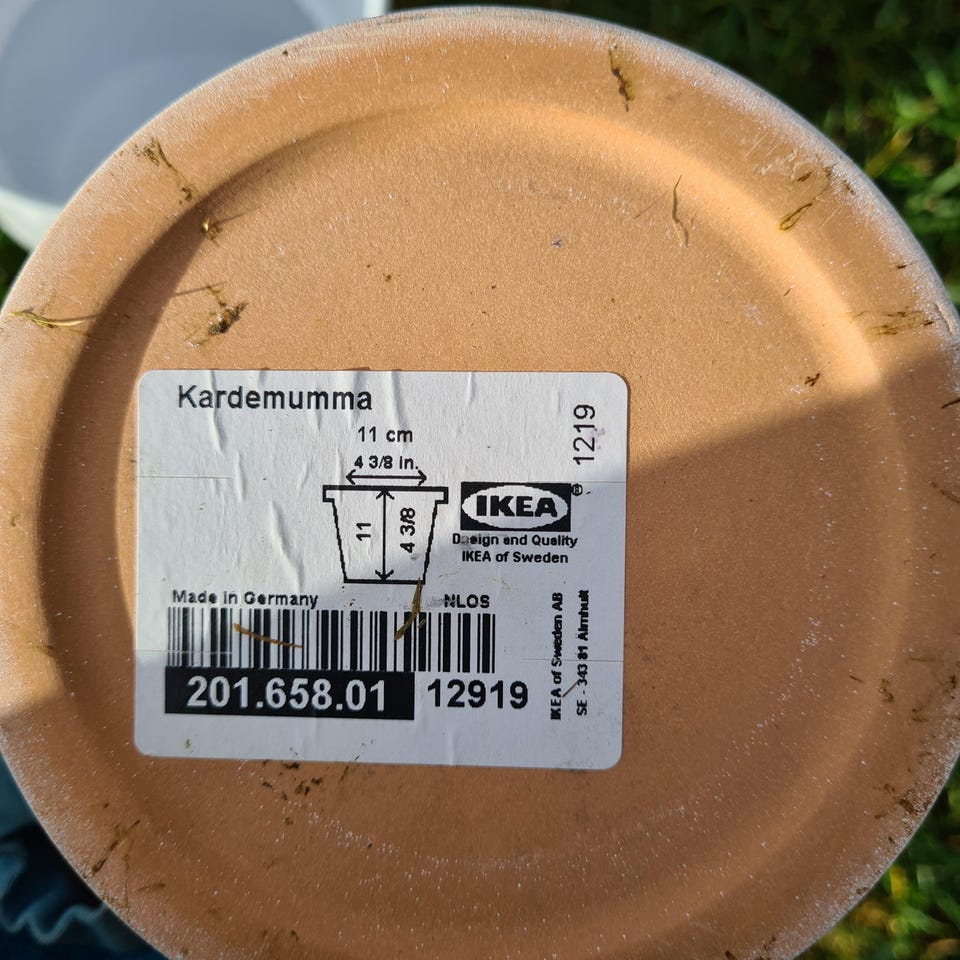 Kardemumma
11 cm
4 3/8 in.
11
4 3/8
1219
IKEA®
Design and Quality
IKEA of Sweden
Made in Germany
NLOS
201.658.01
12919
IKEA of Sweden AB
SE - 343 81 Älmhult